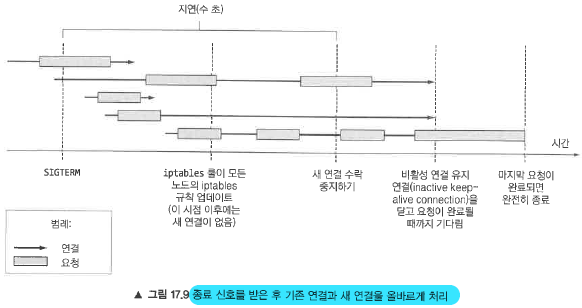 지연(수 초)
시간
SIGTERM
iptables 룰이 모든
노드의 iptables
규칙 업데이트
(이 시점 이후에는
새 연결이 없음)
새 연결 수락
중지하기
비활성 연결 유지
연결(inactive keep-
alive connection)을
닫고 요청이 완료될
때까지 기다림
마지막 요청이
완료되면
완전히 종료
범례:
연결
요청
▲ 그림 17.9 종료 신호를 받은 후 기존 연결과 새 연결을 올바르게 처리